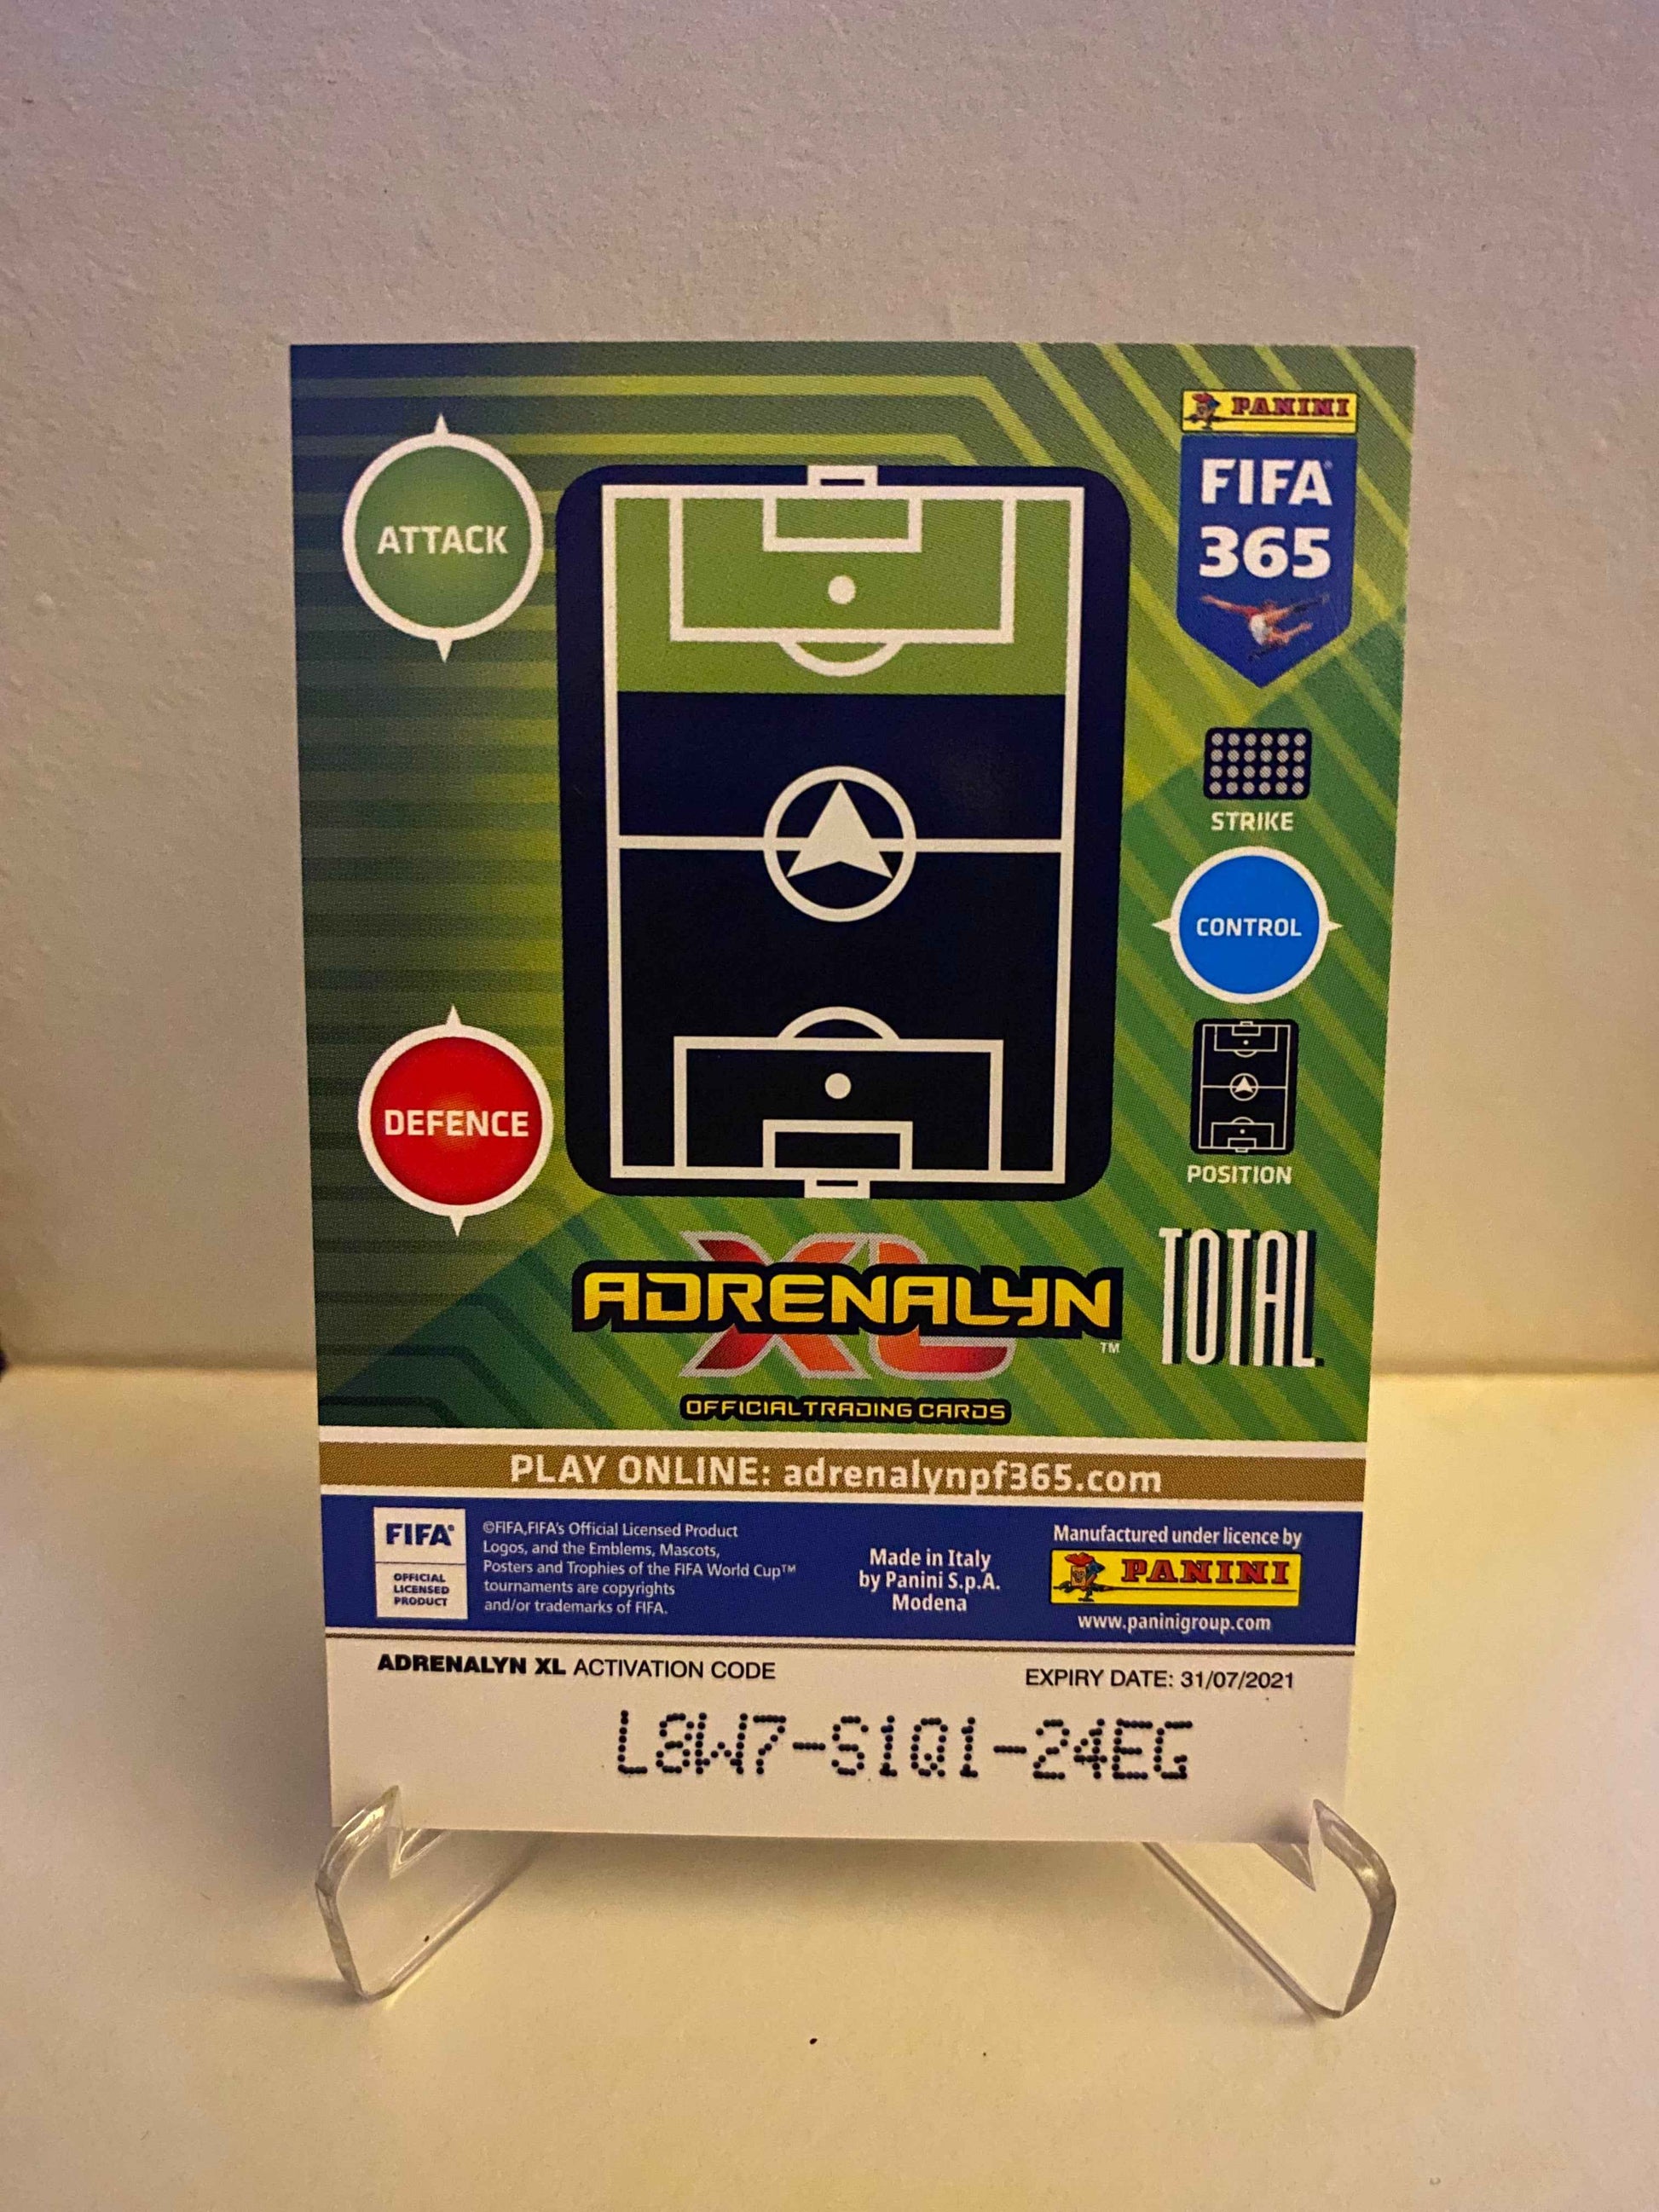 ATTACK
PANINI
FIFA
365
STRIKE
CONTROL
DEFENCE
POSITION
XL
ADRENALYN
TM
OFFICIAL TRADING CARDS
TOTAL
PLAY ONLINE: adrenalynpf365.com
FIFA®
OFFICIAL
LICENSED
PRODUCT
©FIFA,FIFA's Official Licensed Product
Logos, and the Emblems, Mascots,
Posters and Trophies of the FIFA World Cup™
tournaments are copyrights
and/or trademarks of FIFA.
Made in Italy
by Panini S.p.A.
Modena
Manufactured under licence by
PANINI
www.paninigroup.com
ADRENALYN XL ACTIVATION CODE
EXPIRY DATE: 31/07/2021
L8W7-S1Q1-24EG